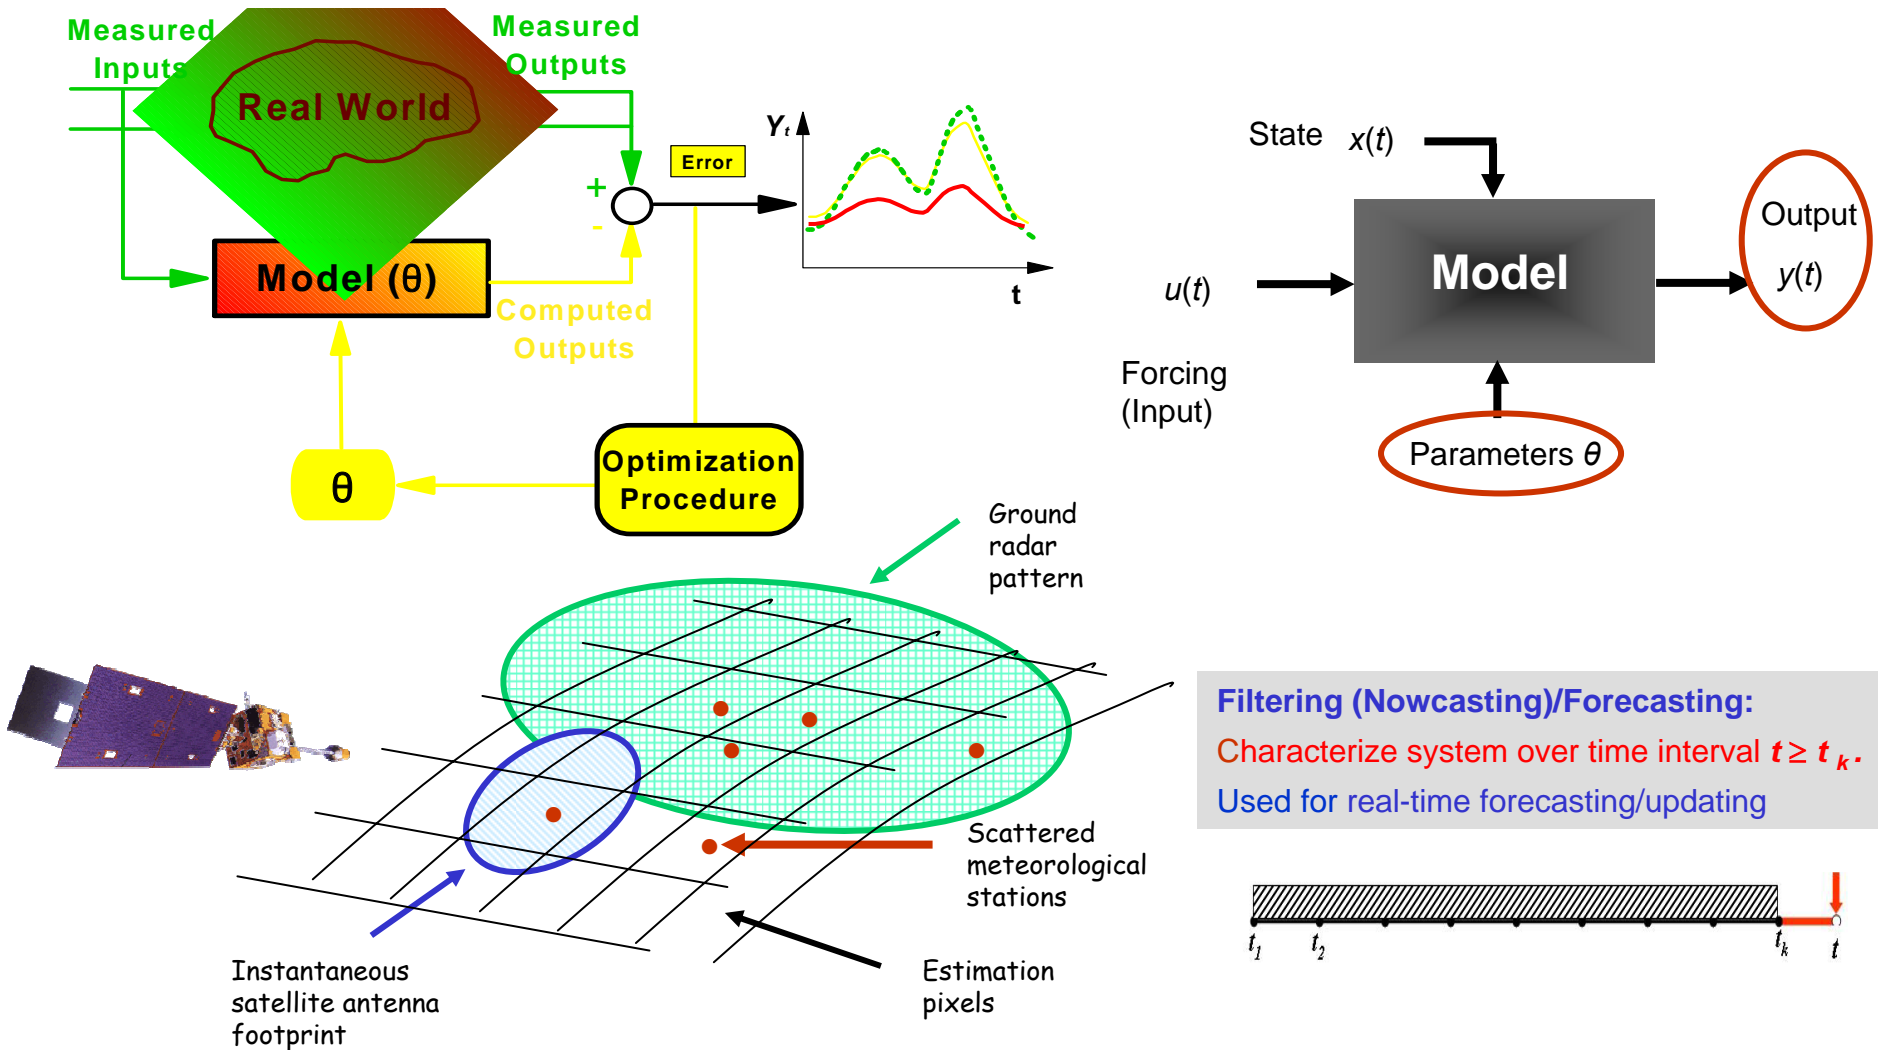 Measured
Inputs
Measured
Outputs
Real World
Model (θ)
+
-
Error
Computed
Outputs
θ
Optimization
Procedure
Yt
t
State x(t)
u(t)
Forcing
(Input)
Model
Output
y(t)
Parameters θ
Ground
radar
pattern
Scattered
meteorological
stations
Instantaneous
satellite antenna
footprint
Estimation
pixels
Filtering (Nowcasting)/Forecasting:
Characterize system over time interval t ≥ t k .
Used for real-time forecasting/updating
t1 t2 tk t